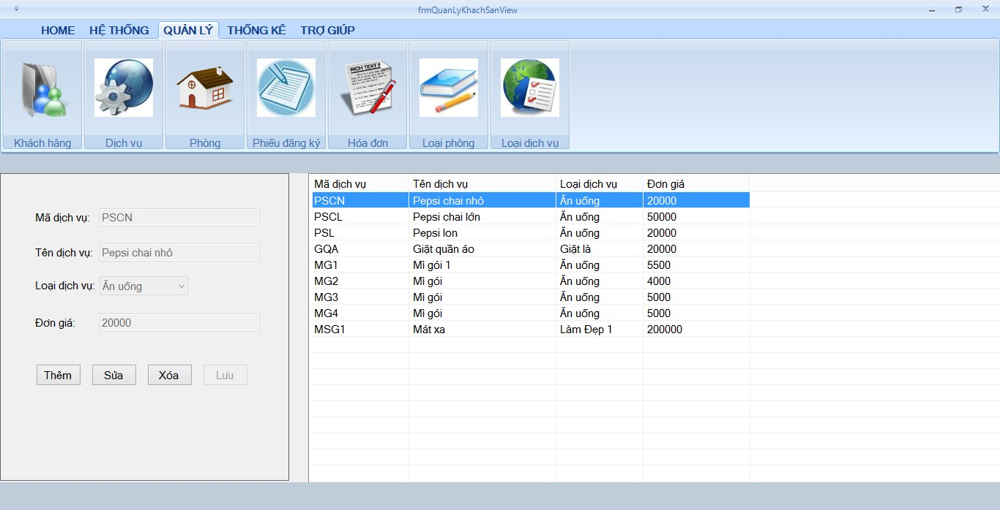 frmQuanLyKhachSanView
HOME HỆ THỐNG QUẢN LÝ THỐNG KÊ TRỢ GIÚP
RICH TEXT F
Khách hàng Dịch vụ Phòng Phiếu đăng ký Hóa đơn Loại phòng Loại dịch vụ
Mã dịch vụ: PSCN
Tên dịch vụ: Pepsi chai nhỏ
Loại dịch vụ: Ăn uống
Đơn giá: 20000
Thêm Sửa Xóa Lưu
Mã dịch vụ Tên dịch vụ Loại dịch vụ Đơn giá
PSCN Pepsi chai nhỏ Ăn uống 20000
PSCL Pepsi chai lớn Ăn uống 50000
PSL Pepsi lon Ăn uống 20000
GQA Giặt quần áo Giặt là 20000
MG1 Mì gói 1 Ăn uống 5500
MG2 Mì gói Ăn uống 4000
MG3 Mì gói Ăn uống 5000
MG4 Mì gói Ăn uống 5000
MSG1 Mát xa Làm Đẹp 1 200000